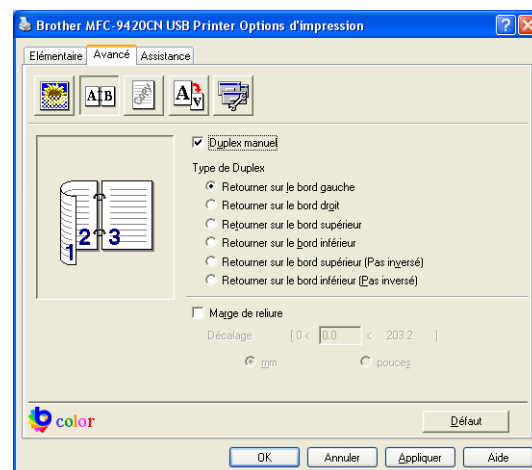 Brother MFC-9420CN USB Printer Options d'impression
Elémentaire Avancé Assistance
A B
A A
Duplex manuel
Type de Duplex
Retourner sur le bord gauche
Retourner sur le bord droit
Retourner sur le bord supérieur
Retourner sur le bord inférieur
Retourner sur le bord supérieur (Pas inversé)
Retourner sur le bord inférieur (Pas inversé)
1 2 3
Marge de reliure
Décalage [ 0 < 0.0 < 203.2 ]
mm pouces
color
Défaut
OK Annuler Appliquer Aide